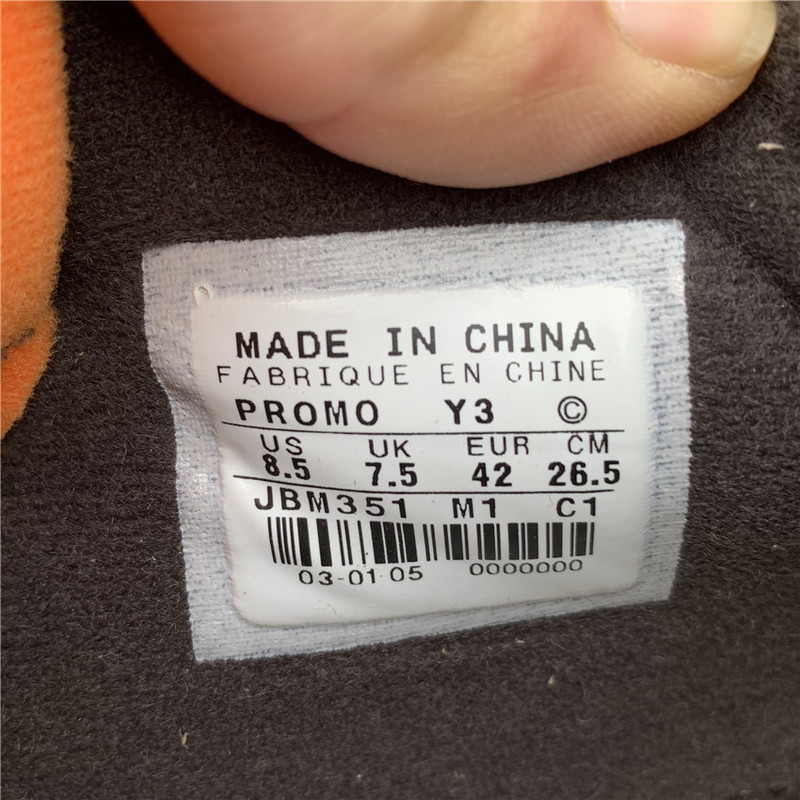 MADE IN CHINA
FABRIQUE EN CHINE
PROMO Y3 ©
US UK EUR CM
8.5 7.5 42 26.5
JBM351 M1 C1
03-01-05 0000000